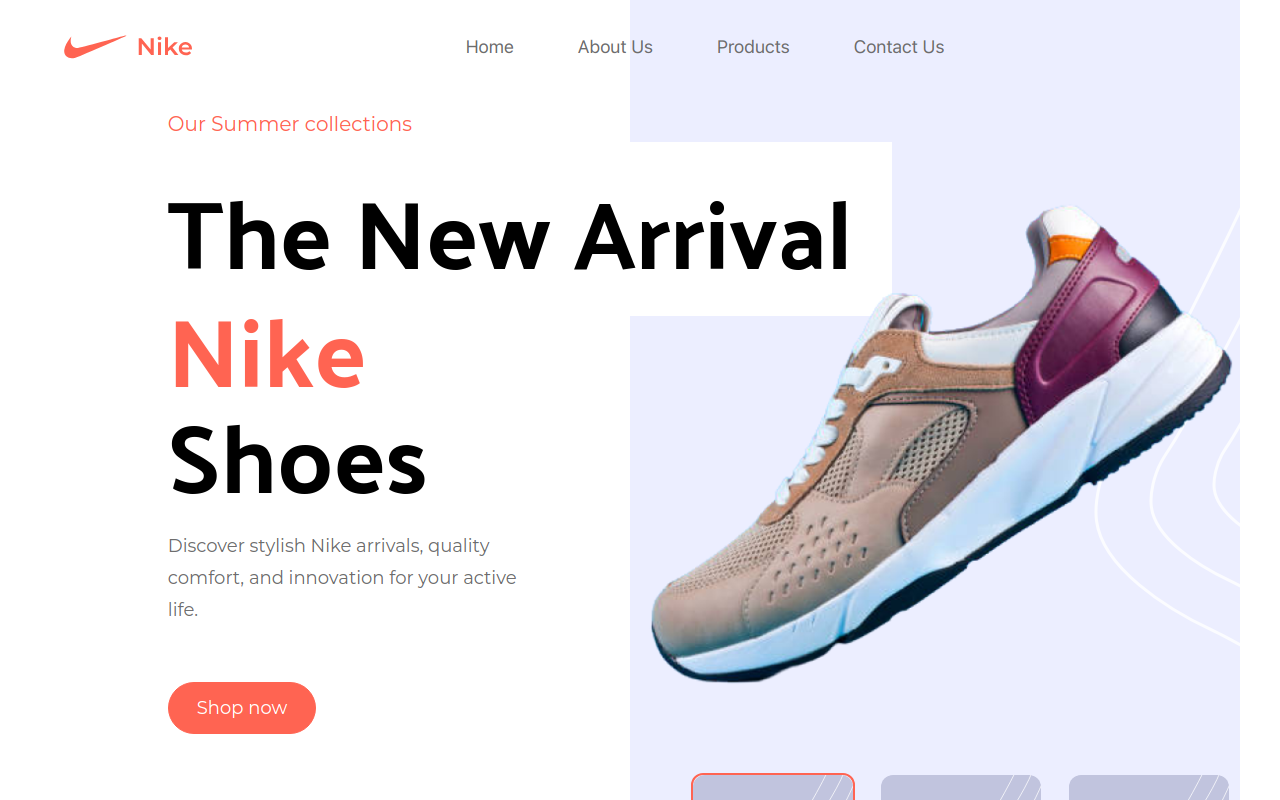 Nike
Home
About Us
Products
Contact Us
Our Summer collections
The New Arrival
Nike
Shoes
Discover stylish Nike arrivals, quality
comfort, and innovation for your active
life.
Shop now